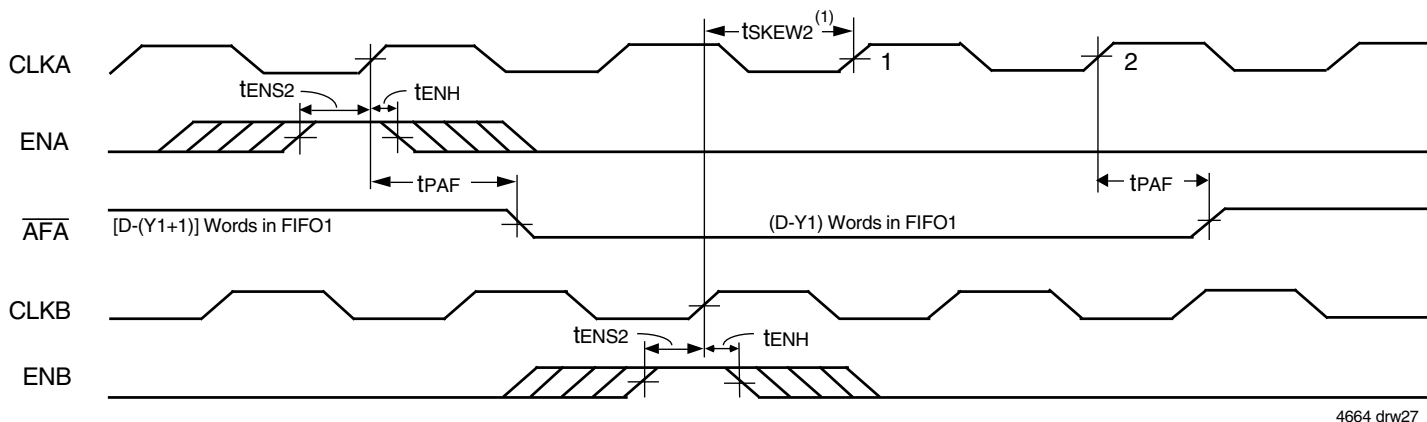 tSKEW2 (1)
CLKA
1
2
tENS2
tENH
ENA
tPAF
tPAF
AFA
[D-(Y1+1)] Words in FIFO1
(D-Y1) Words in FIFO1
CLKB
tENS2
tENH
ENB
4664 drw27